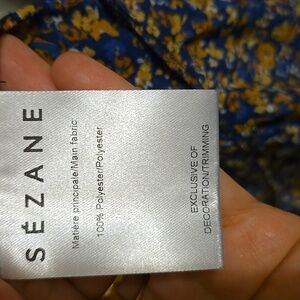 SÉZANE
Matière principale/Main fabric
100% Polyester/Polyester
EXCLUSIVE OF
DECORATION/TRIMMING